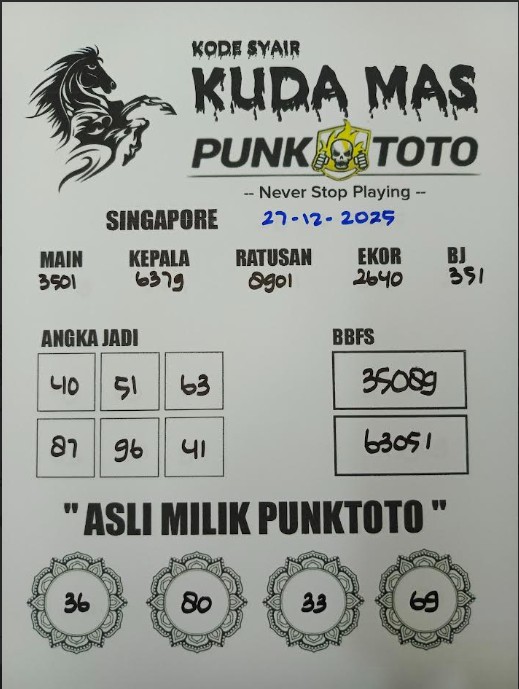 KODE SYAIR
KUDA MAS
PUNK TOTO
-- Never Stop Playing --
SINGAPORE 27-12-2025
MAIN KEPALA RATUSAN EKOR BJ
3501 6379 8901 2640 351
ANGKA JADI BBFS
40 51 63 35089
87 96 41 63051
" ASLI MILIK PUNKTOTO "
36 80 33 69